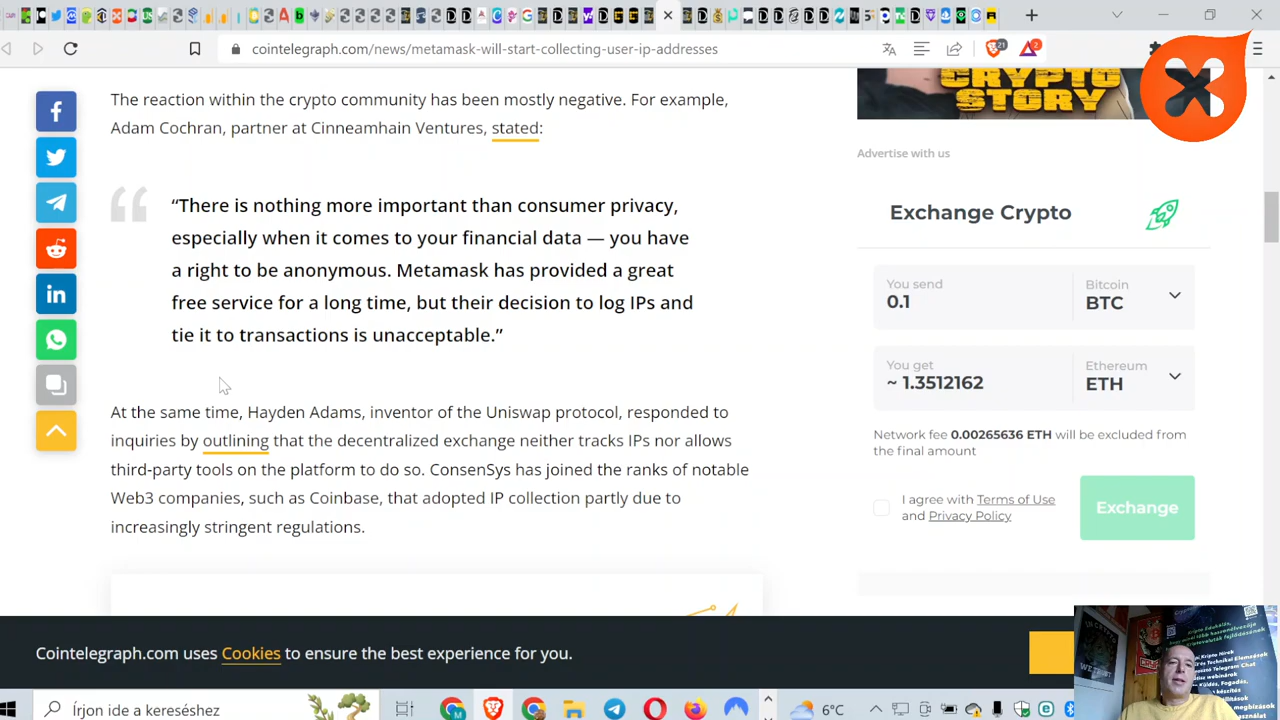 cointelegraph.com/news/metamask-will-start-collecting-user-ip-addresses
21
2
The reaction within the crypto community has been mostly negative. For example,
Adam Cochran, partner at Cinneamhain Ventures, stated:
“There is nothing more important than consumer privacy,
especially when it comes to your financial data — you have
a right to be anonymous. Metamask has provided a great
free service for a long time, but their decision to log IPs and
tie it to transactions is unacceptable.”
At the same time, Hayden Adams, inventor of the Uniswap protocol, responded to
inquiries by outlining that the decentralized exchange neither tracks IPs nor allows
third-party tools on the platform to do so. ConsenSys has joined the ranks of notable
Web3 companies, such as Coinbase, that adopted IP collection partly due to
increasingly stringent regulations.
CRYPTO
STORY
Advertise with us
Exchange Crypto
You send
0.1
Bitcoin
BTC
You get
~ 1.3512162
Ethereum
ETH
Network fee 0.00265636 ETH will be excluded from
the final amount
I agree with Terms of Use
and Privacy Policy
Exchange
Cointelegraph.com uses Cookies to ensure the best experience for you.
Írjon ide a kereséshez
6°C